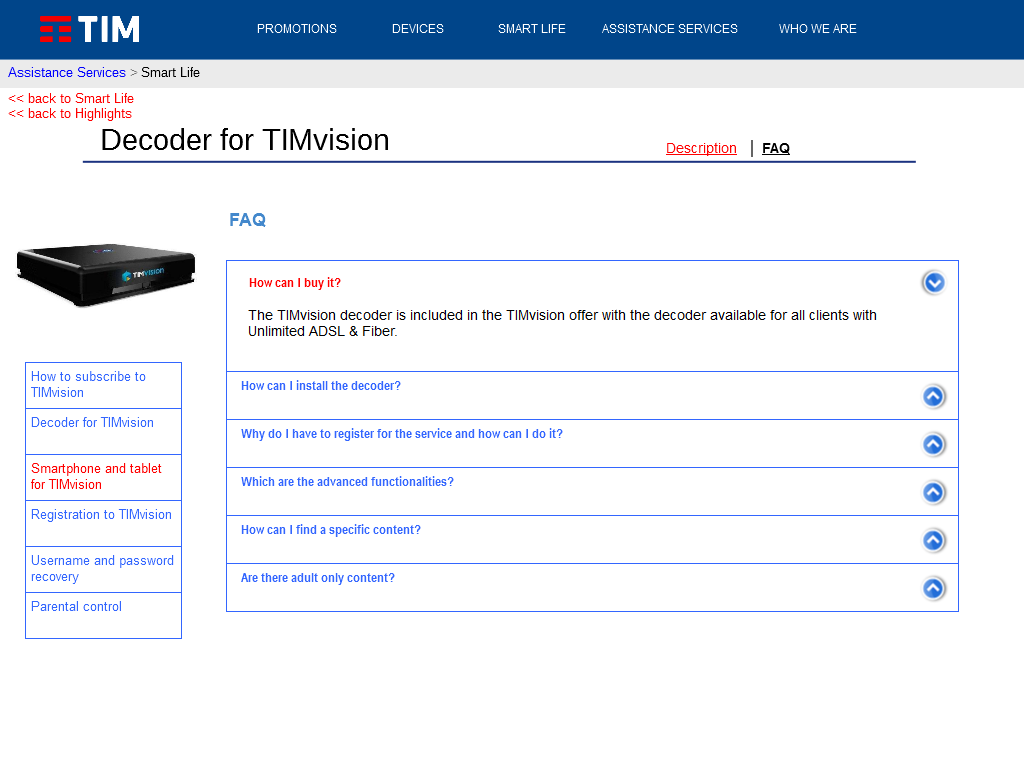 TIM
PROMOTIONS DEVICES SMART LIFE ASSISTANCE SERVICES WHO WE ARE
Assistance Services > Smart Life
<< back to Smart Life
<< back to Highlights
Decoder for TIMvision
Description | FAQ
FAQ
TIMVISION
How can I buy it?
The TIMvision decoder is included in the TIMvision offer with the decoder available for all clients with
Unlimited ADSL & Fiber.
How can I install the decoder?
Why do I have to register for the service and how can I do it?
Which are the advanced functionalities?
How can I find a specific content?
Are there adult only content?
How to subscribe to
TIMvision
Decoder for TIMvision
Smartphone and tablet
for TIMvision
Registration to TIMvision
Username and password
recovery
Parental control